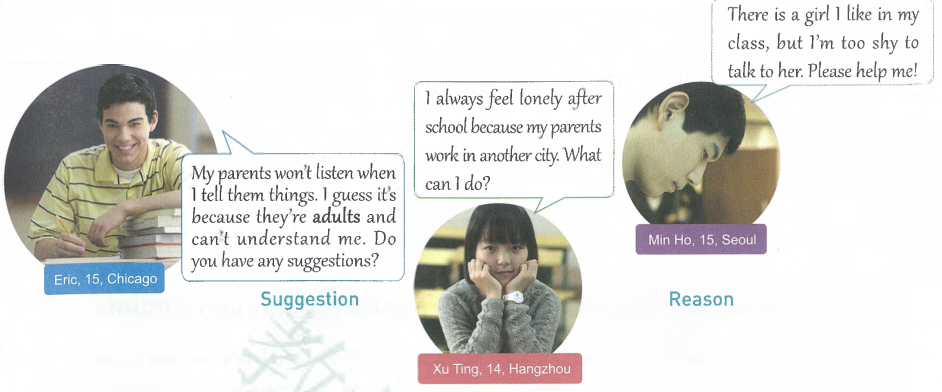 There is a girl I like in my
class, but I'm too shy to
talk to her. Please help me!
I always feel lonely after
school because my parents
work in another city. What
can I do?
My parents won't listen when
I tell them things. I guess it's
because they're adults and
can't understand me. Do
you have any suggestions?
Min Ho, 15, Seoul
Eric, 15, Chicago
Suggestion
Reason
Xu Ting, 14, Hangzhou